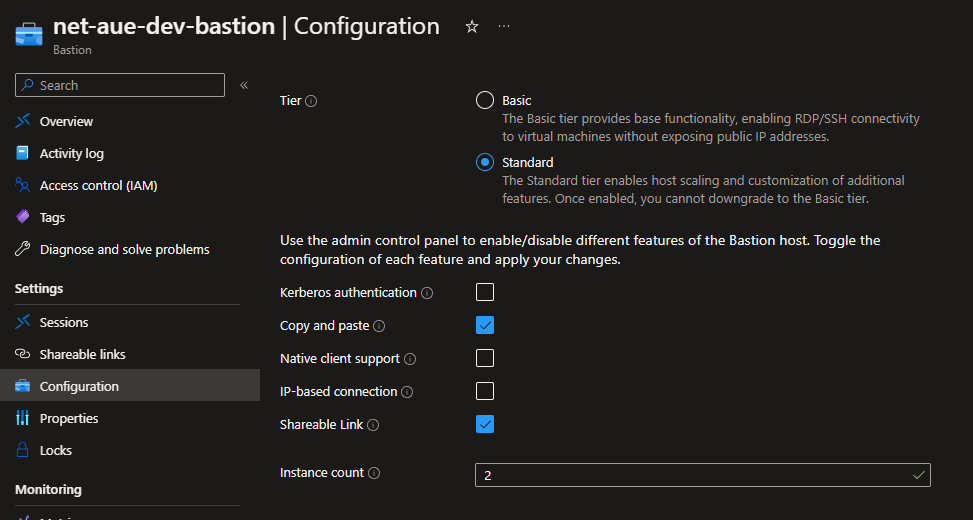 net-aue-dev-bastion | Configuration
Bastion
Search
Overview
Activity log
Access control (IAM)
Tags
Diagnose and solve problems
Settings
Sessions
Shareable links
Configuration
Properties
Locks
Monitoring
Tier
Basic
The Basic tier provides base functionality, enabling RDP/SSH connectivity
to virtual machines without exposing public IP addresses.
Standard
The Standard tier enables host scaling and customization of additional
features. Once enabled, you cannot downgrade to the Basic tier.
Use the admin control panel to enable/disable different features of the Bastion host. Toggle the
configuration of each feature and apply your changes.
Kerberos authentication
Copy and paste
Native client support
IP-based connection
Shareable Link
Instance count
2